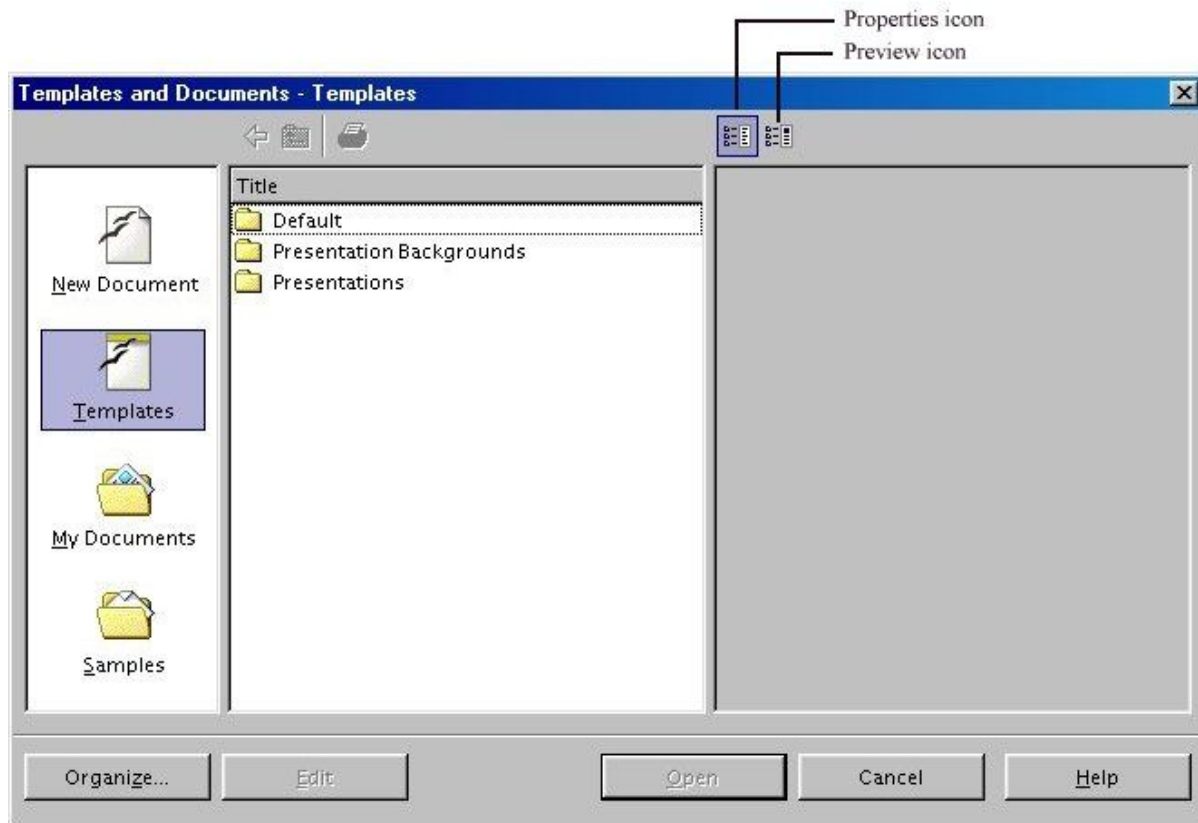 Properties icon
Preview icon
Templates and Documents - Templates
Title
Default
Presentation Backgrounds
Presentations
New Document
Templates
My Documents
Samples
Organize...
Edit
Open
Cancel
Help